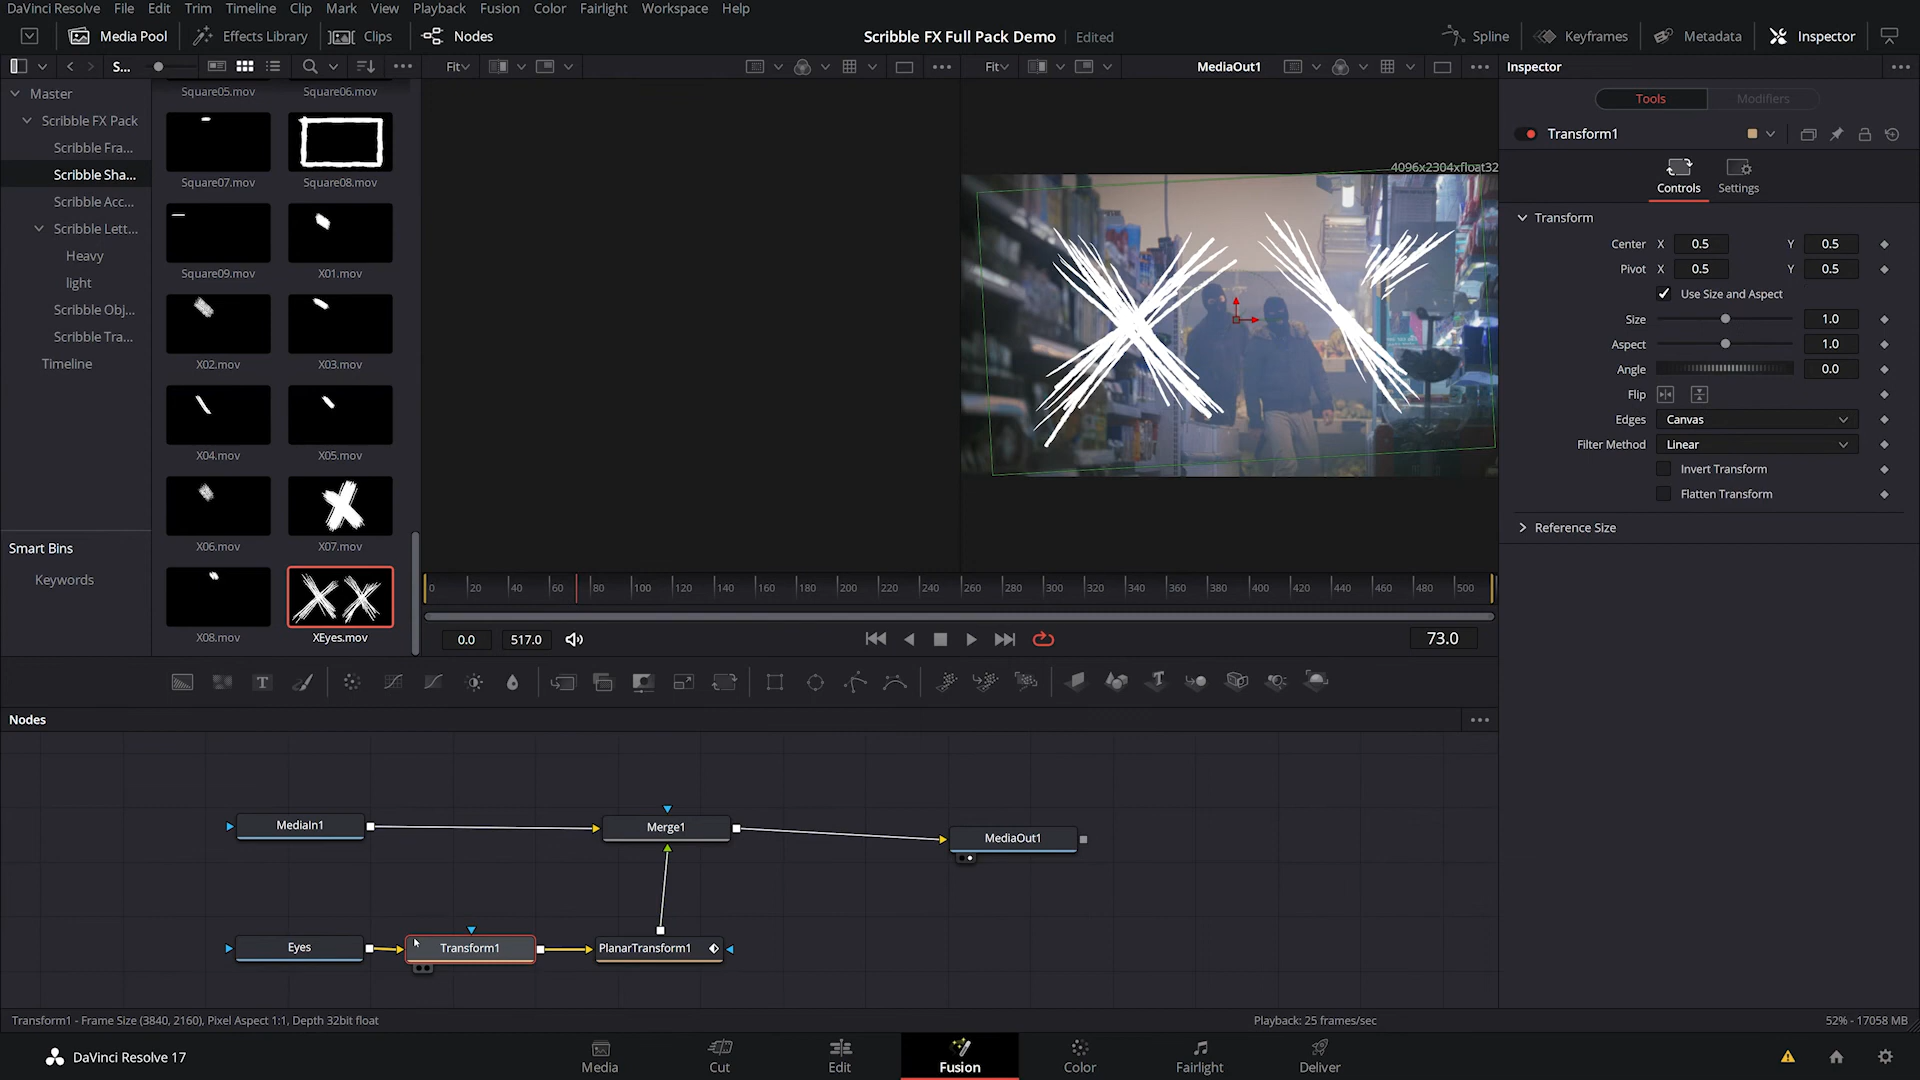 DaVinci Resolve File Edit Trim Timeline Clip Mark View Playback Fusion Color Fairlight Workspace Help
Media Pool Effects Library Clips Nodes Scribble FX Full Pack Demo Edited Spline Keyframes Metadata Inspector
S... Fit Fit MediaOut1 Inspector
Master
Scribble FX Pack
Scribble Fra...
Scribble Sha...
Scribble Acc...
Scribble Lett...
Heavy
light
Scribble Obj...
Scribble Tra...
Timeline
Smart Bins
Keywords
Square05.mov Square06.mov
Square07.mov Square08.mov
Square09.mov X01.mov
X02.mov X03.mov
X04.mov X05.mov
X06.mov X07.mov
X08.mov XEyes.mov
4096x2304xfloat32
0 20 40 60 80 100 120 140 160 180 200 220 240 260 280 300 320 340 360 380 400 420 440 460 480 500
0.0 517.0 73.0
Tools Modifiers
Transform1
Controls Settings
Transform
Center X 0.5 Y 0.5
Pivot X 0.5 Y 0.5
Use Size and Aspect
Size 1.0
Aspect 1.0
Angle 0.0
Flip
Edges Canvas
Filter Method Linear
Invert Transform
Flatten Transform
Reference Size
T
Nodes
MediaIn1 Merge1 MediaOut1
Eyes Transform1 PlanarTransform1
Transform1 - Frame Size (3840, 2160), Pixel Aspect 1:1, Depth 32bit float Playback: 25 frames/sec 52% - 17058 MB
DaVinci Resolve 17 Media Cut Edit Fusion Color Fairlight Deliver